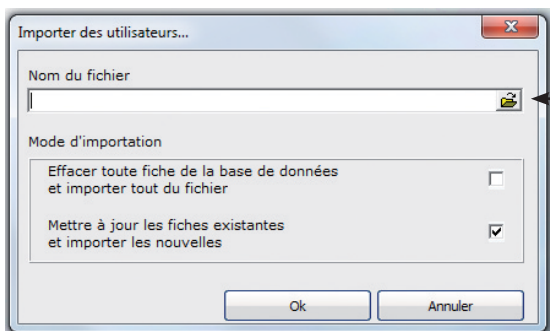 Importer des utilisateurs...
Nom du fichier
Mode d'importation
Effacer toute fiche de la base de données
et importer tout du fichier
Mettre à jour les fiches existantes
et importer les nouvelles
Ok
Annuler